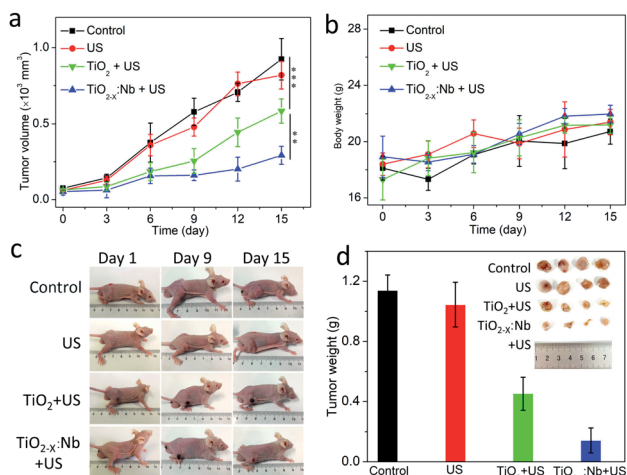 a
Control
US
TiO₂ + US
TiO₂₋ₓ:Nb + US
***
**
Tumor volume (×10³ mm³)
1.0
0.5
0.0
0 3 6 9 12 15
Time (day)
b
Control
US
TiO₂ + US
TiO₂₋ₓ:Nb + US
Body weight (g)
28
24
20
16
0 3 6 9 12 15
Time (day)
c
Day 1 Day 9 Day 15
Control
US
TiO₂+US
TiO₂₋ₓ:Nb
+US
d
Control
US
TiO₂+US
TiO₂₋ₓ:Nb
+US
1 2 3 4 5 6 7
Tumor weight (g)
1.2
0.8
0.4
0.0
Control US TiO +US TiO :Nb+US